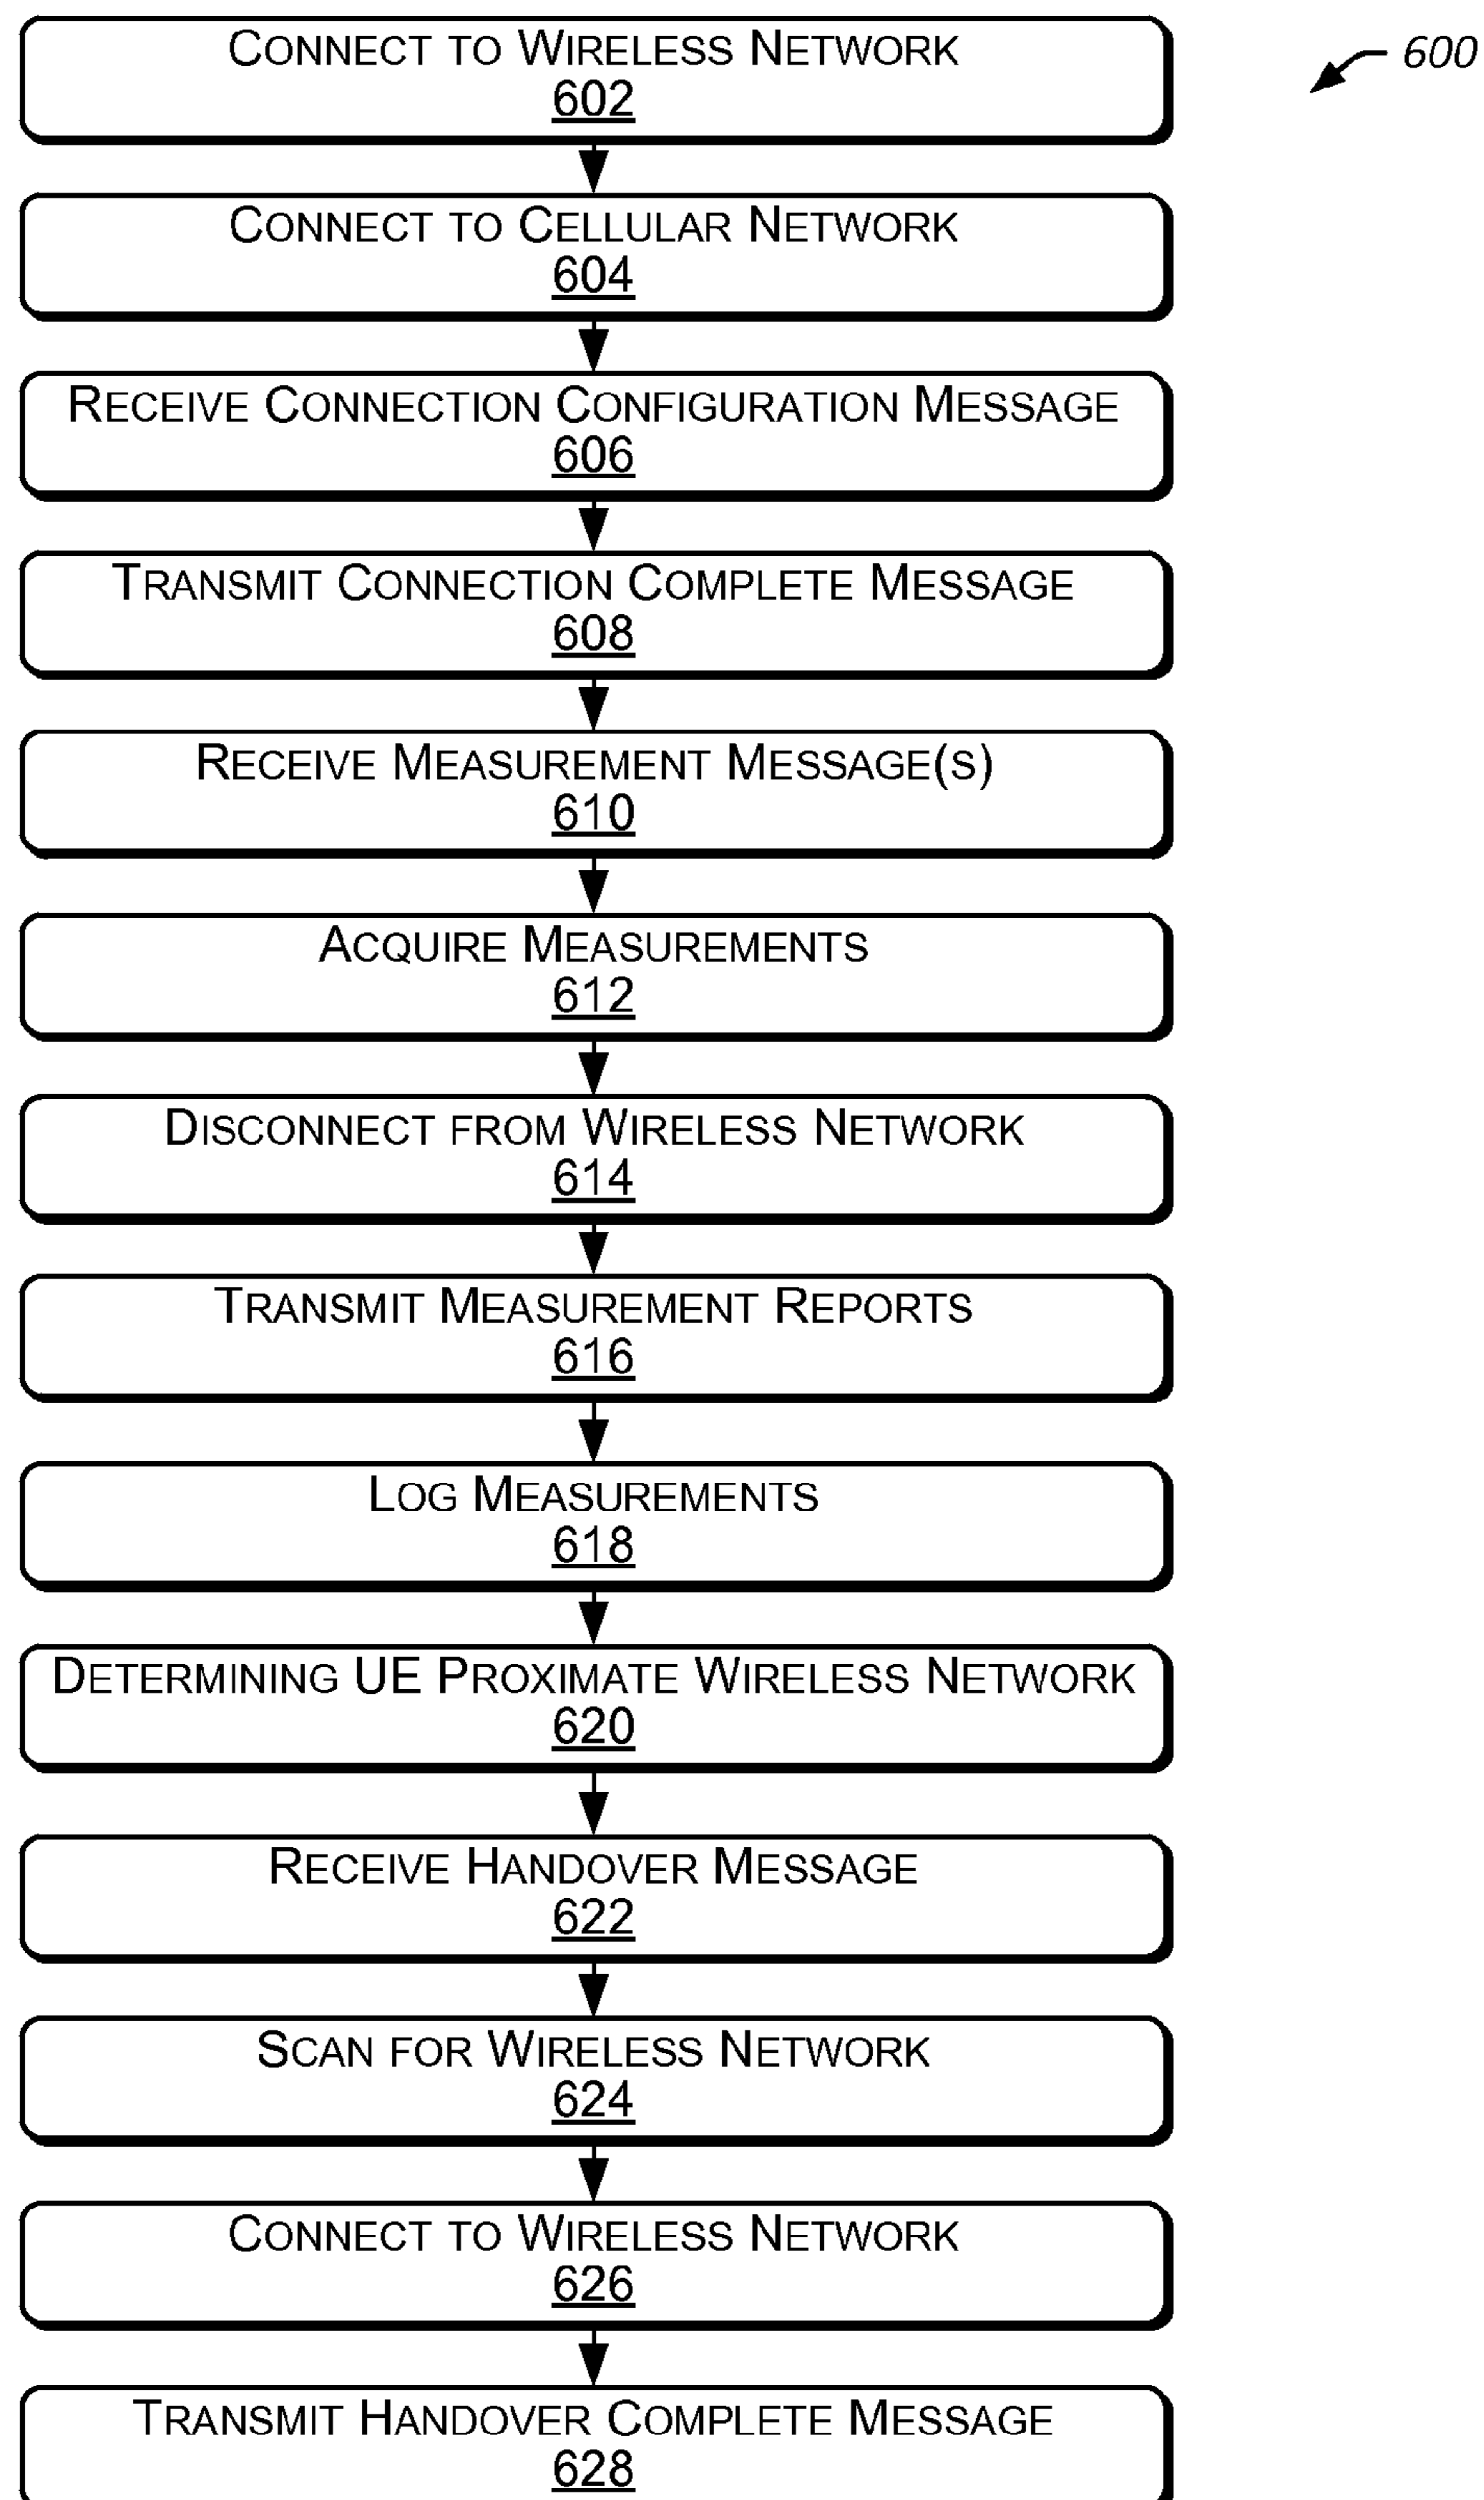 CONNECT TO WIRELESS NETWORK
602
600
CONNECT TO CELLULAR NETWORK
604
RECEIVE CONNECTION CONFIGURATION MESSAGE
606
TRANSMIT CONNECTION COMPLETE MESSAGE
608
RECEIVE MEASUREMENT MESSAGE(S)
610
ACQUIRE MEASUREMENTS
612
DISCONNECT FROM WIRELESS NETWORK
614
TRANSMIT MEASUREMENT REPORTS
616
LOG MEASUREMENTS
618
DETERMINING UE PROXIMATE WIRELESS NETWORK
620
RECEIVE HANDOVER MESSAGE
622
SCAN FOR WIRELESS NETWORK
624
CONNECT TO WIRELESS NETWORK
626
TRANSMIT HANDOVER COMPLETE MESSAGE
628